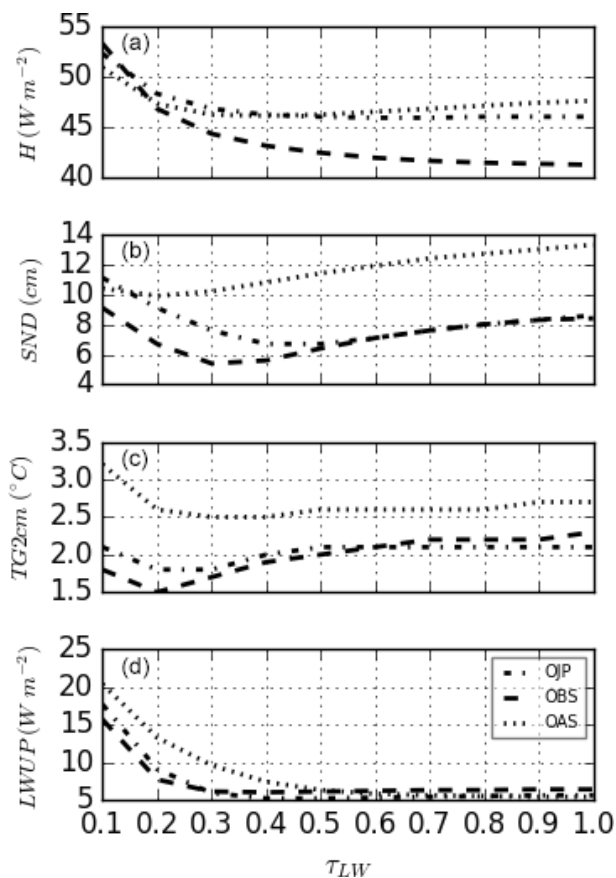 (a)
55
50
45
40
H (W m⁻²)
(b)
14
12
10
8
6
4
SND (cm)
(c)
3.5
3.0
2.5
2.0
1.5
TG2cm (°C)
(d)
25
20
15
10
5
LWUP (W m⁻²)
OJP
OBS
OAS
0.1 0.2 0.3 0.4 0.5 0.6 0.7 0.8 0.9 1.0
τ_LW